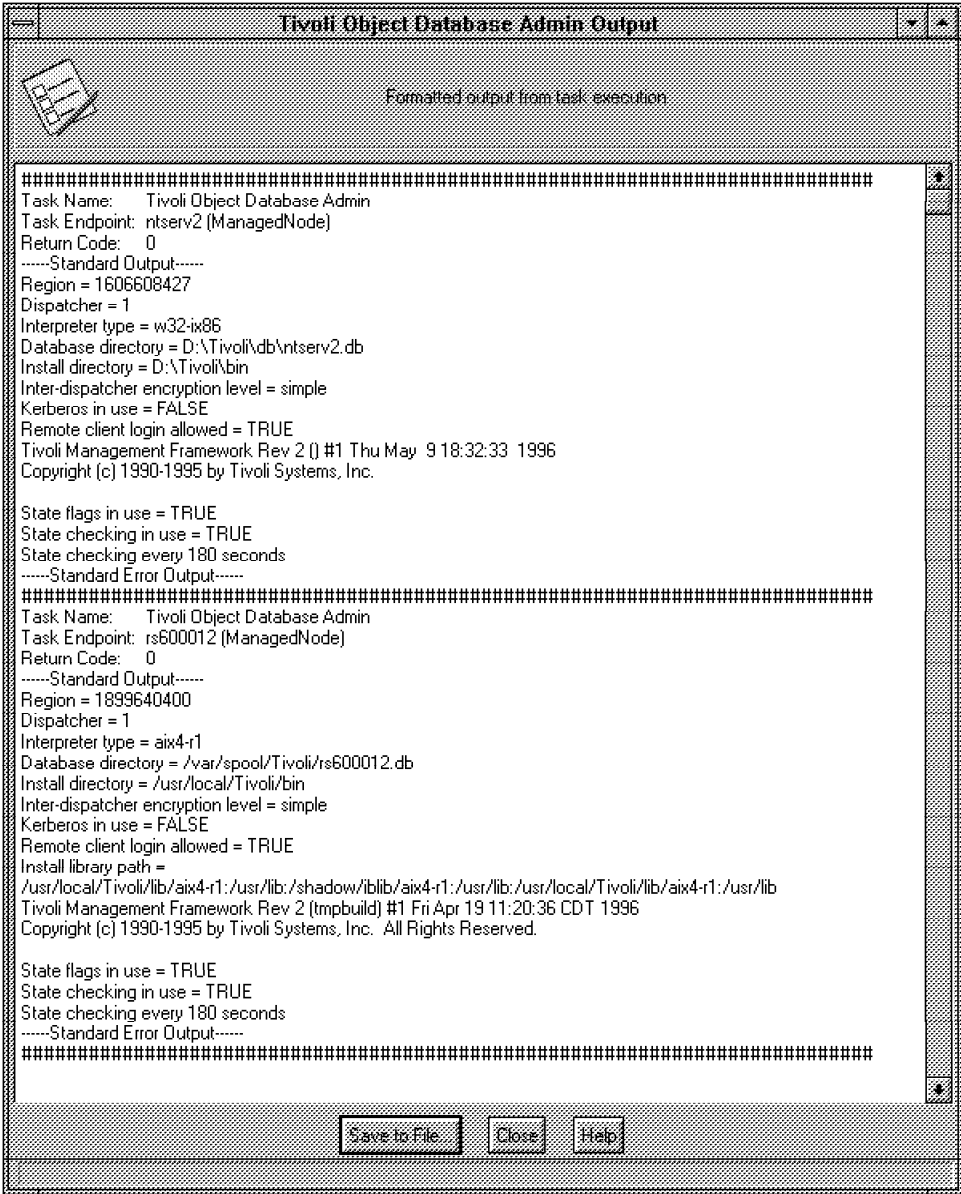 Tivoli Object Database Admin Output
Formatted output from task execution
############################################################################
Task Name: Tivoli Object Database Admin
Task Endpoint: ntserv2 (ManagedNode)
Return Code: 0
------Standard Output------
Region = 1606608427
Dispatcher = 1
Interpreter type = w32-ix86
Database directory = D:\Tivoli\db\ntserv2.db
Install directory = D:\Tivoli\bin
Inter-dispatcher encryption level = simple
Kerberos in use = FALSE
Remote client login allowed = TRUE
Tivoli Management Framework Rev 2 () #1 Thu May  9 18:32:33  1996
Copyright (c) 1990-1995 by Tivoli Systems, Inc.
State flags in use = TRUE
State checking in use = TRUE
State checking every 180 seconds
------Standard Error Output------
############################################################################
Task Name: Tivoli Object Database Admin
Task Endpoint: rs600012 (ManagedNode)
Return Code: 0
------Standard Output------
Region = 1899640400
Dispatcher = 1
Interpreter type = aix4-r1
Database directory = /var/spool/Tivoli/rs600012.db
Install directory = /usr/local/Tivoli/bin
Inter-dispatcher encryption level = simple
Kerberos in use = FALSE
Remote client login allowed = TRUE
Install library path =
/usr/local/Tivoli/lib/aix4-r1:/usr/lib:/shadow/iblib/aix4-r1:/usr/lib:/usr/local/Tivoli/lib/aix4-r1:/usr/lib
Tivoli Management Framework Rev 2 (tmpbuild) #1 Fri Apr 19 11:20:36 CDT 1996
Copyright (c) 1990-1995 by Tivoli Systems, Inc.  All Rights Reserved.
State flags in use = TRUE
State checking in use = TRUE
State checking every 180 seconds
------Standard Error Output------
############################################################################
Save to File... Close Help